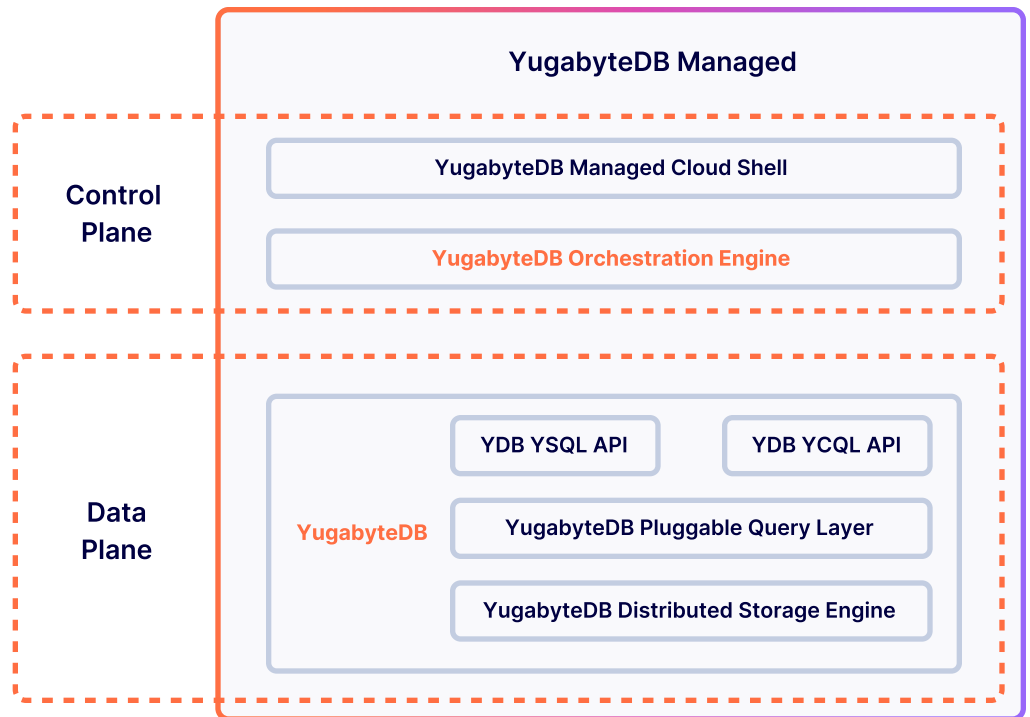 YugabyteDB Managed
Control
Plane
YugabyteDB Managed Cloud Shell
YugabyteDB Orchestration Engine
Data
Plane
YugabyteDB
YDB YSQL API
YDB YCQL API
YugabyteDB Pluggable Query Layer
YugabyteDB Distributed Storage Engine